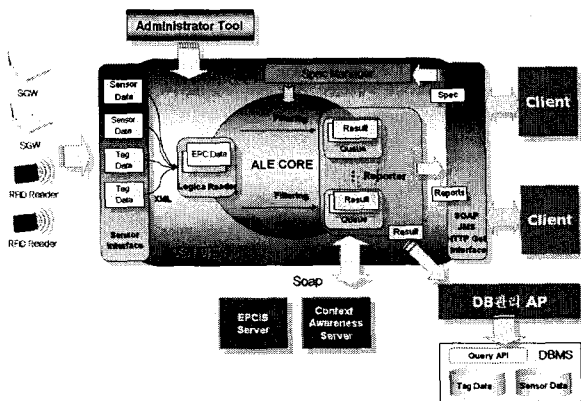 Administrator Tool
SGW
SGW
RFID Reader
RFID Reader
Sensor
Data
Sensor
Data
Tag
Data
Tag
Data
Sensor
Interface
XML
EPC Data
Logical Reader
Spec Manager
Filtering
ALE CORE
Filtering
Result
Queue
Reporter
Result
Queue
Result
Spec
Reports
SOAP
JMS
HTTP Get
Interface
Client
Client
Soap
EPCIS
Server
Context
Awareness
Server
DB관리 AP
Query API
DBMS
Tag Data
Sensor Data